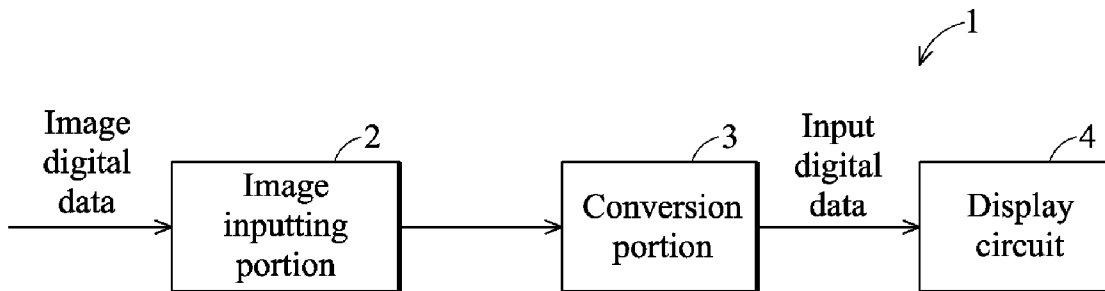 1
Image
digital
data
2
Image
inputting
portion
3
Conversion
portion
Input
digital
data
4
Display
circuit